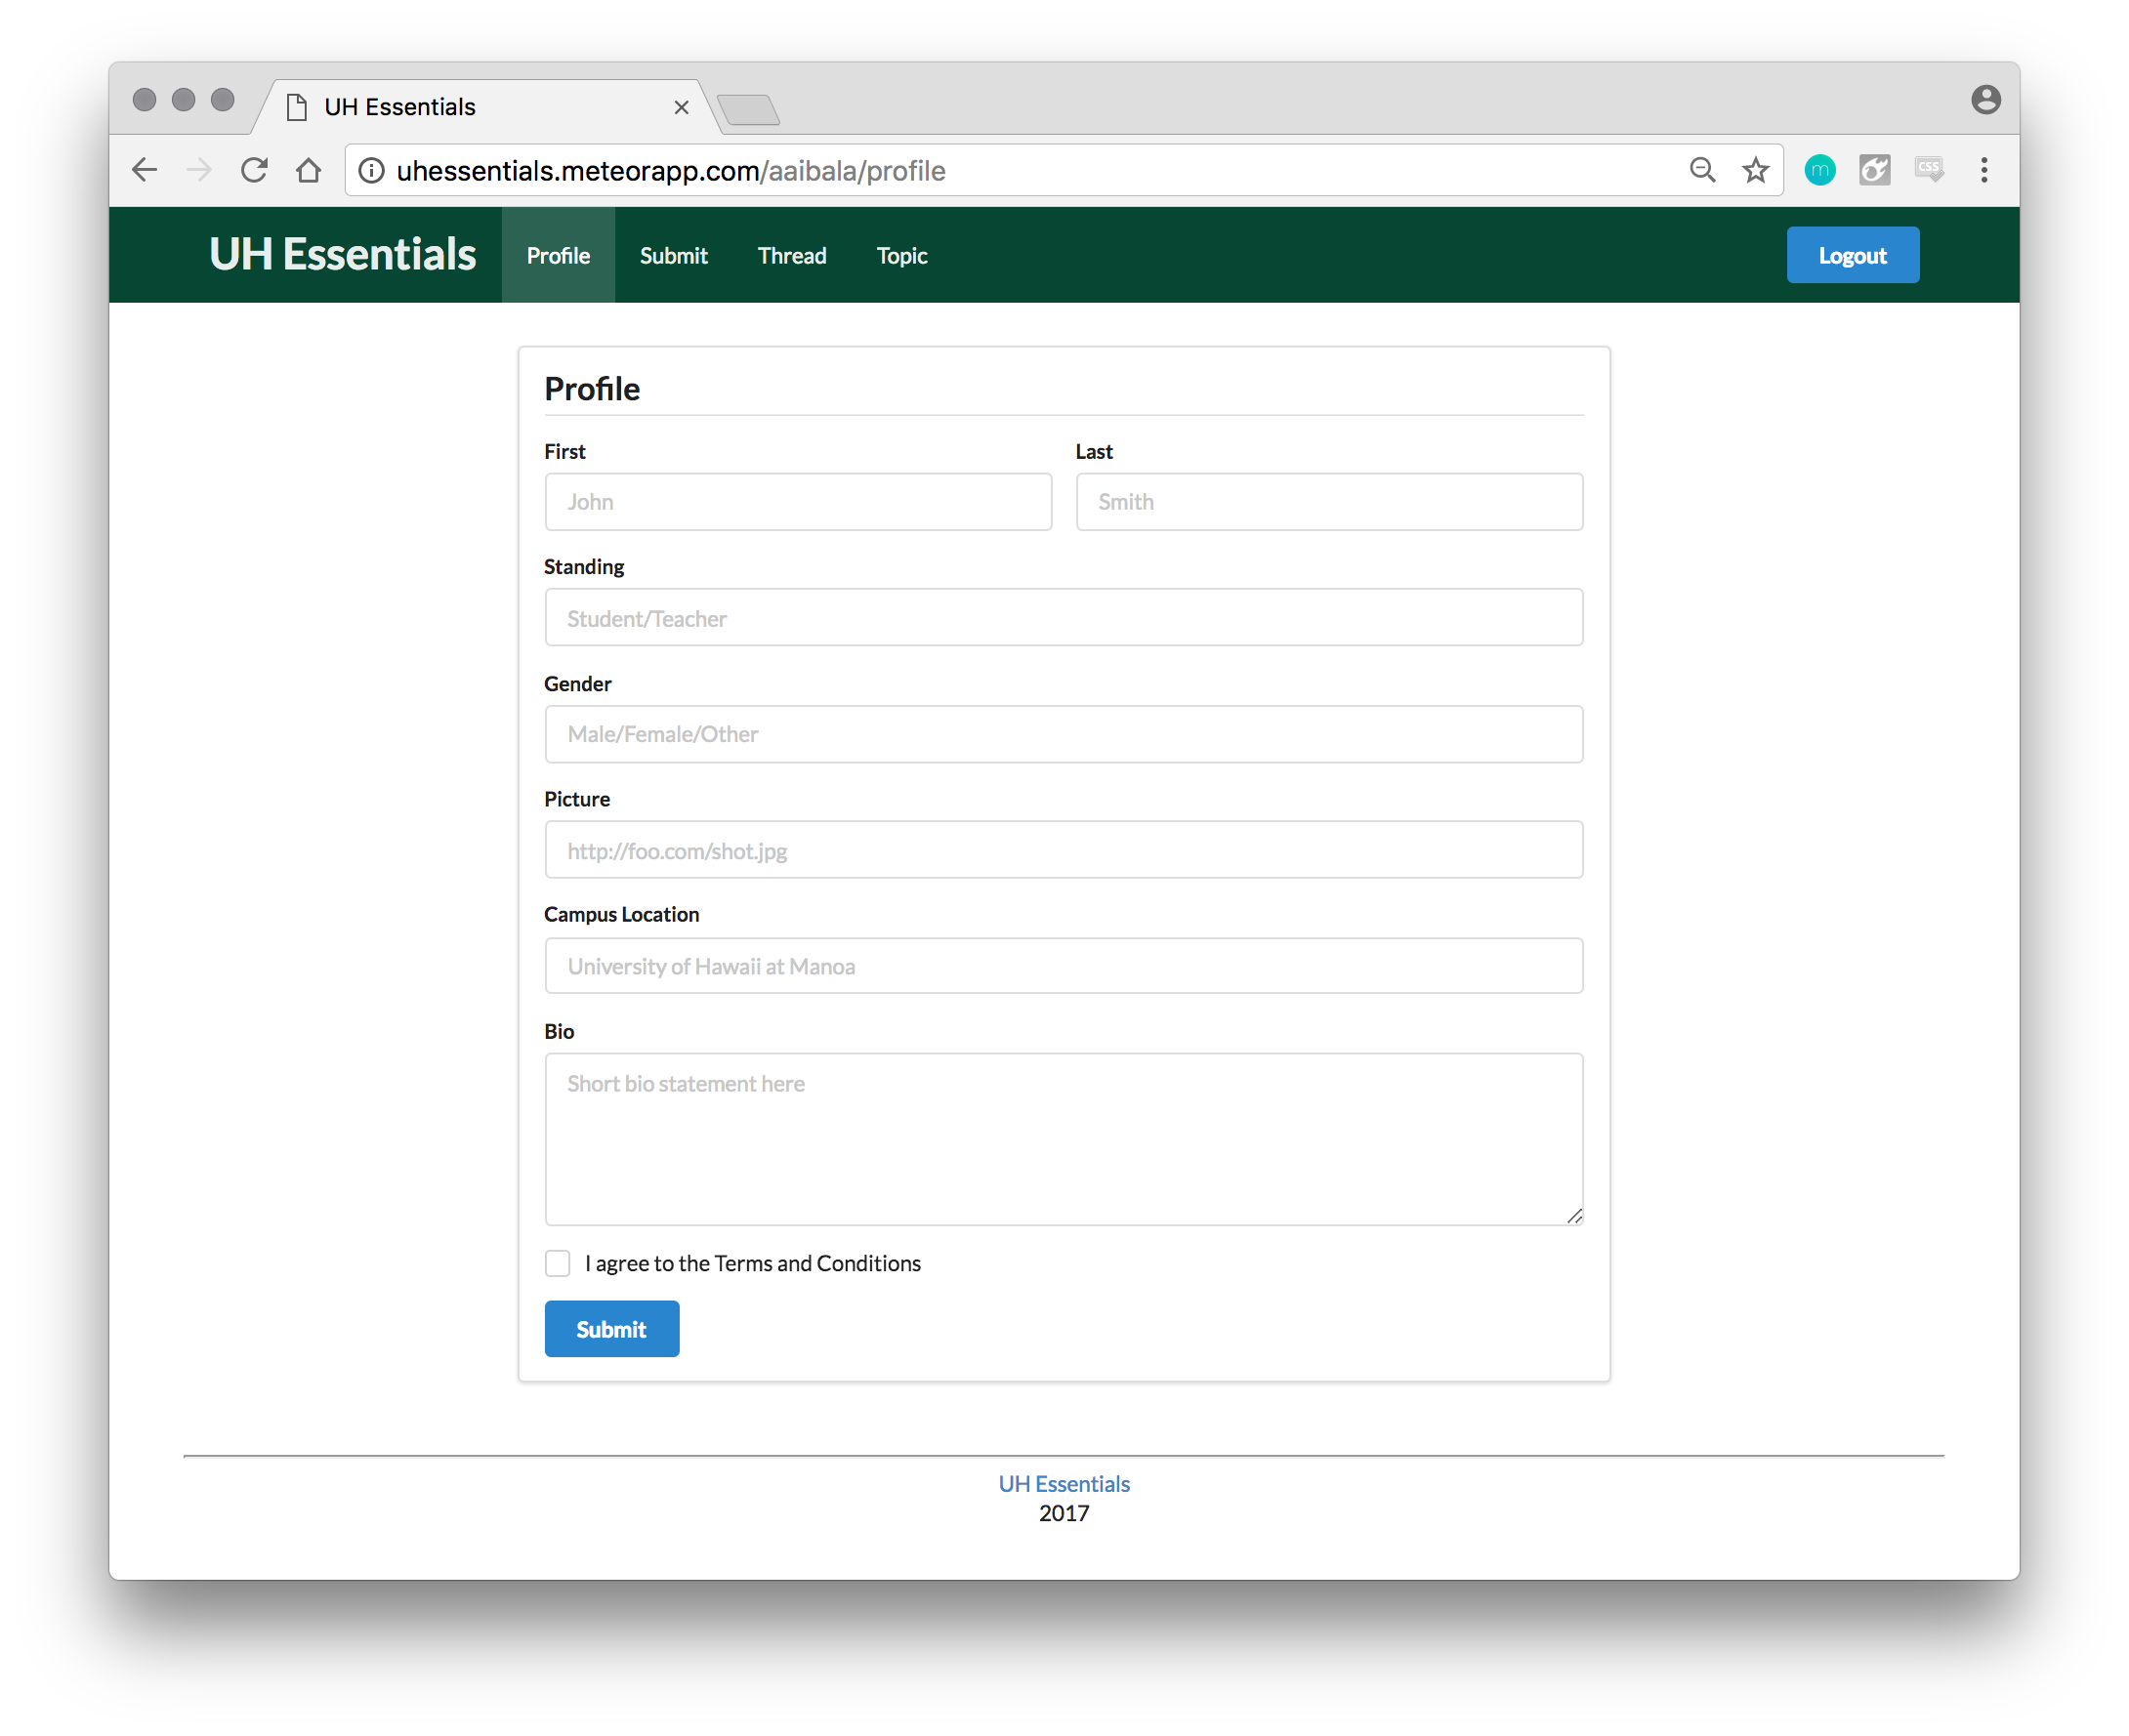 UH Essentials
uhessentials.meteorapp.com/aaibala/profile
m
CSS
UH Essentials Profile Submit Thread Topic Logout
Profile
First Last
John Smith
Standing
Student/Teacher
Gender
Male/Female/Other
Picture
http://foo.com/shot.jpg
Campus Location
University of Hawaii at Manoa
Bio
Short bio statement here
I agree to the Terms and Conditions
Submit
UH Essentials
2017